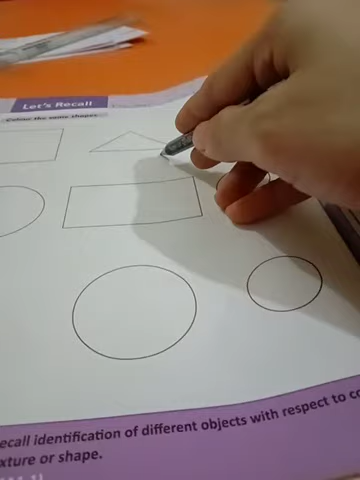 Let's Recall
Colour the same shapes
ecall identification of different objects with respect to co
xture or shape.